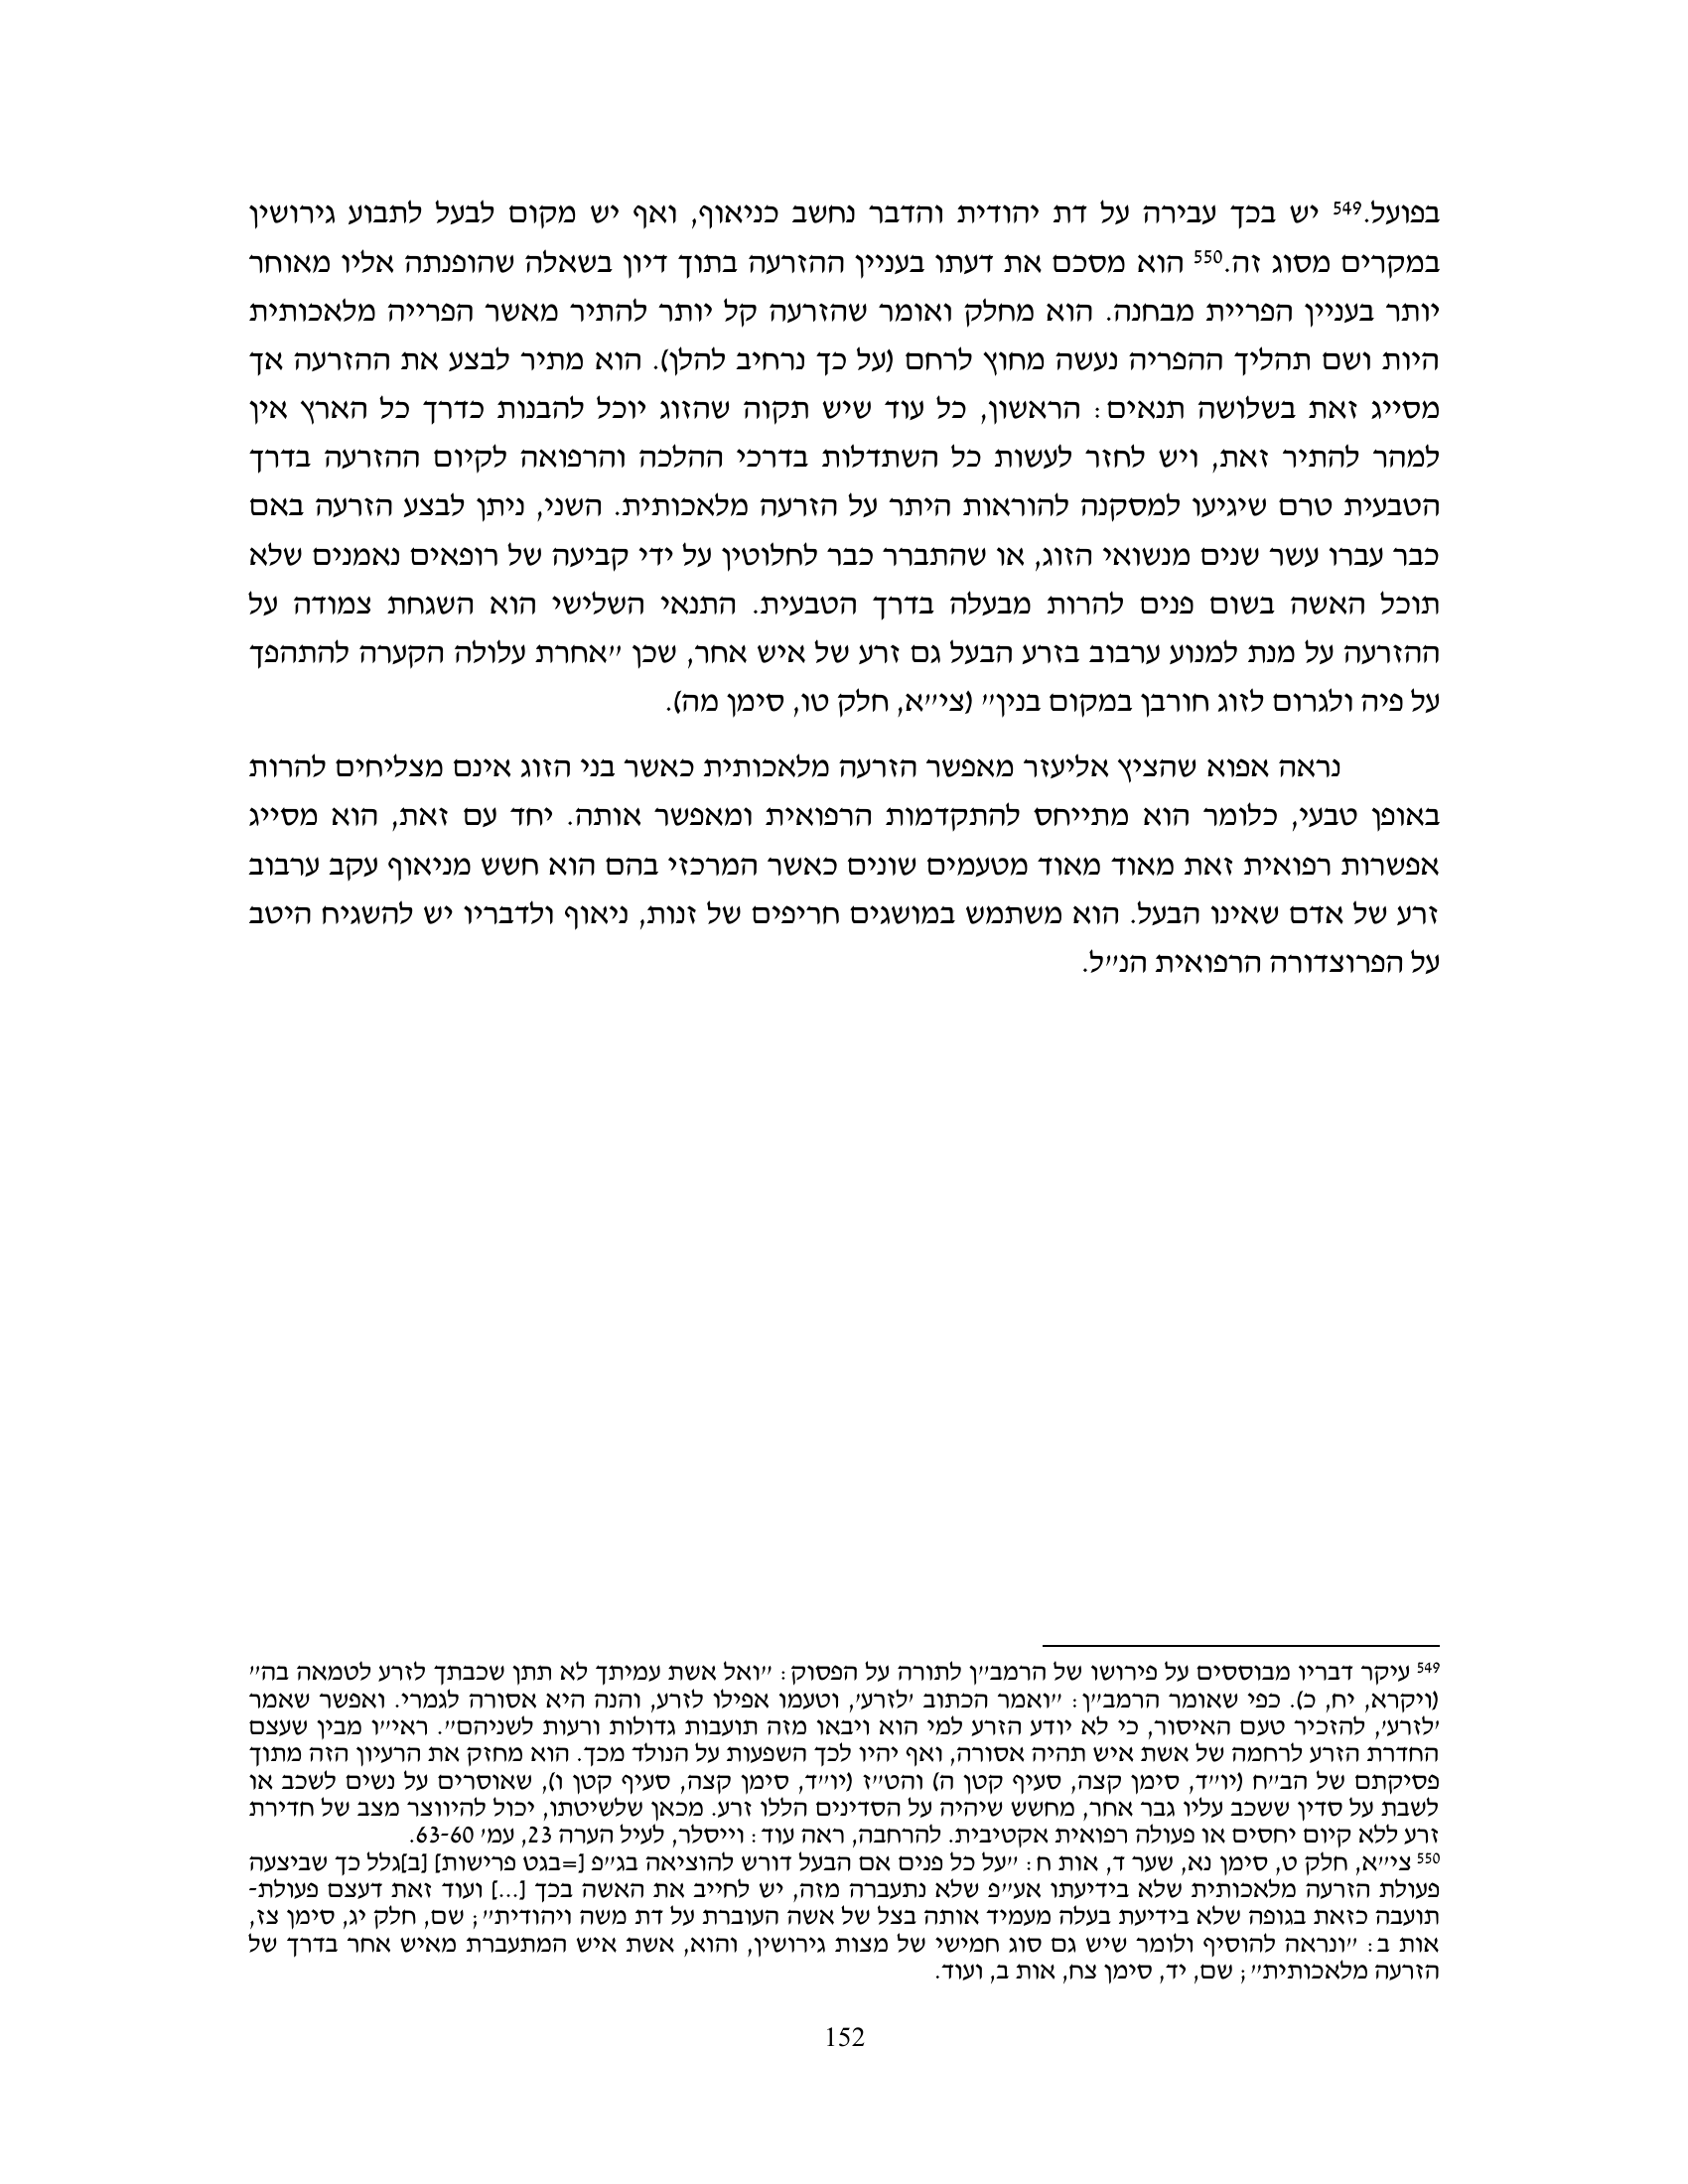 בפועל.549 יש בכך עבירה על דת יהודית והדבר נחשב כניאוף, ואף יש מקום לבעל לתבוע גירושין
במקרים מסוג זה.550 הוא מסכם את דעתו בעניין ההזרעה בתוך דיון בשאלה שהופנתה אליו מאוחר
יותר בעניין הפריית מבחנה. הוא מחלק ואומר שהזרעה קל יותר להתיר מאשר הפרייה מלאכותית
היות ושם תהליך ההפריה נעשה מחוץ לרחם (על כך נרחיב להלן). הוא מתיר לבצע את ההזרעה אך
מסייג זאת בשלושה תנאים: הראשון, כל עוד שיש תקוה שהזוג יוכל להבנות כדרך כל הארץ אין
למהר להתיר זאת, ויש לחזר לעשות כל השתדלות בדרכי ההלכה והרפואה לקיום ההזרעה בדרך
הטבעית טרם שיגיעו למסקנה להוראות היתר על הזרעה מלאכותית. השני, ניתן לבצע הזרעה באם
כבר עברו עשר שנים מנשואי הזוג, או שהתברר כבר לחלוטין על ידי קביעה של רופאים נאמנים שלא
תוכל האשה בשום פנים להרות מבעלה בדרך הטבעית. התנאי השלישי הוא השגחת צמודה על
ההזרעה על מנת למנוע ערבוב בזרע הבעל גם זרע של איש אחר, שכן "אחרת עלולה הקערה להתהפך
על פיה ולגרום לזוג חורבן במקום בנין" (צי"א, חלק טו, סימן מה).
נראה אפוא שהציץ אליעזר מאפשר הזרעה מלאכותית כאשר בני הזוג אינם מצליחים להרות
באופן טבעי, כלומר הוא מתייחס להתקדמות הרפואית ומאפשר אותה. יחד עם זאת, הוא מסייג
אפשרות רפואית זאת מאוד מאוד מטעמים שונים כאשר המרכזי בהם הוא חשש מניאוף עקב ערבוב
זרע של אדם שאינו הבעל. הוא משתמש במושגים חריפים של זנות, ניאוף ולדבריו יש להשגיח היטב
על הפרוצדורה הרפואית הנ"ל.
549 עיקר דבריו מבוססים על פירושו של הרמב"ן לתורה על הפסוק: "ואל אשת עמיתך לא תתן שכבתך לזרע לטמאה בה"
(ויקרא, יח, כ). כפי שאומר הרמב"ן: "ואמר הכתוב 'לזרע', וטעמו אפילו לזרע, והנה היא אסורה לגמרי. ואפשר שאמר
'לזרע', להזכיר טעם האיסור, כי לא יודע הזרע למי הוא ויבאו מזה תועבות גדולות ורעות לשניהם". ראי"ו מבין שעצם
החדרת הזרע לרחמה של אשת איש תהיה אסורה, ואף יהיו לכך השפעות על הנולד מכך. הוא מחזק את הרעיון הזה מתוך
פסיקתם של הב"ח (יו"ד, סימן קצה, סעיף קטן ה) והט"ז (יו"ד, סימן קצה, סעיף קטן ו), שאוסרים על נשים לשכב או
לשבת על סדין ששכב עליו גבר אחר, מחשש שיהיה על הסדינים הללו זרע. מכאן שלשיטתו, יכול להיווצר מצב של חדירת
זרע ללא קיום יחסים או פעולה רפואית אקטיבית. להרחבה, ראה עוד: וייסלר, לעיל הערה 23, עמ' 63-60.
550 צי"א, חלק ט, סימן נא, שער ד, אות ח: "על כל פנים אם הבעל דורש להוציאה בג"פ [=בגט פרישות] [ב]גלל כך שביצעה
פעולת הזרעה מלאכותית שלא בידיעתו אע"פ שלא נתעברה מזה, יש לחייב את האשה בכך [...] ועוד זאת דעצם פעולת-
תועבה כזאת בגופה שלא בידיעת בעלה מעמיד אותה בצל של אשה העוברת על דת משה ויהודית"; שם, חלק יג, סימן צז,
אות ב: "ונראה להוסיף ולומר שיש גם סוג חמישי של מצות גירושין, והוא, אשת איש המתעברת מאיש אחר בדרך של
הזרעה מלאכותית"; שם, יד, סימן צח, אות ב, ועוד.
152